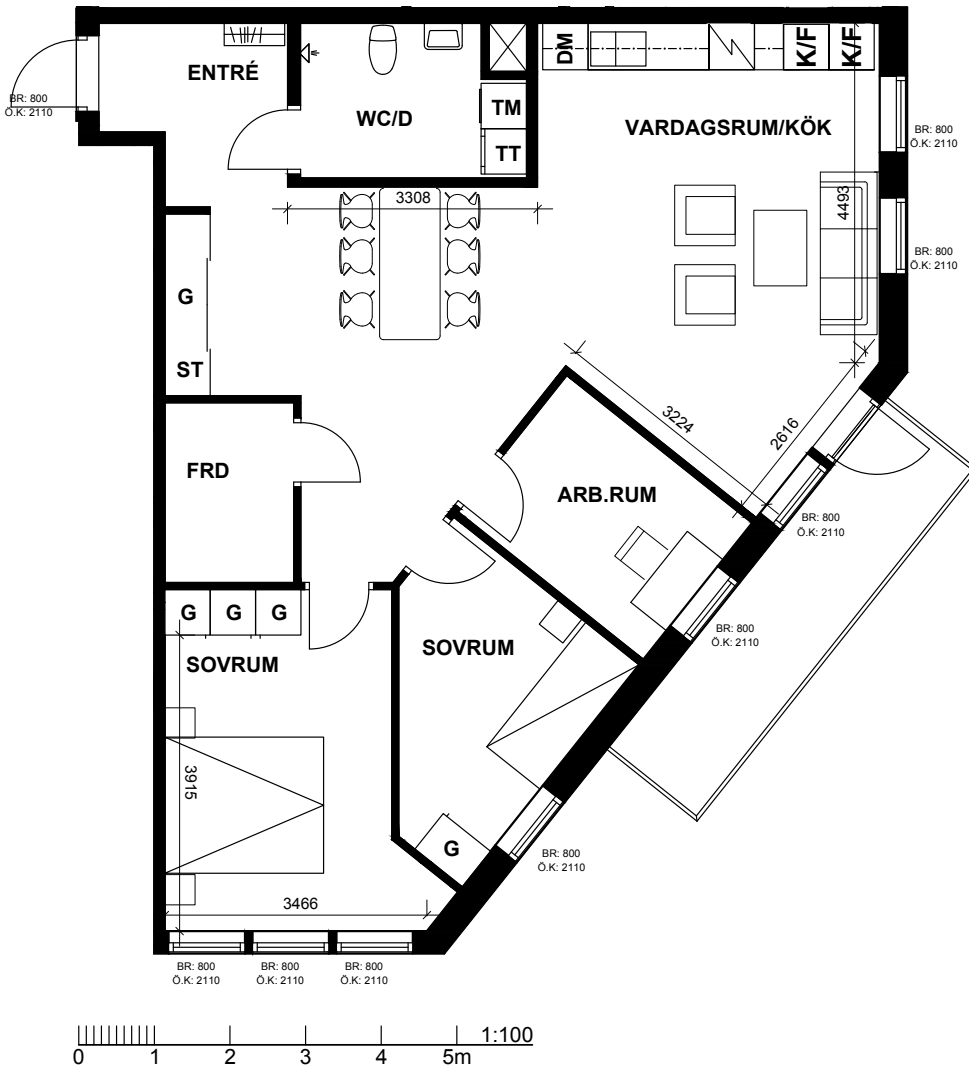 ENTRÉ
BR: 800
Ö.K: 2110
WC/D
TM
TT
DM
K/F
K/F
VARDAGSRUM/KÖK
BR: 800
Ö.K: 2110
4493
3308
BR: 800
Ö.K: 2110
G
ST
3224
2616
FRD
ARB.RUM
BR: 800
Ö.K: 2110
G
G
G
SOVRUM
SOVRUM
BR: 800
Ö.K: 2110
3915
G
BR: 800
Ö.K: 2110
3466
BR: 800
Ö.K: 2110
BR: 800
Ö.K: 2110
BR: 800
Ö.K: 2110
1:100
0 1 2 3 4 5m